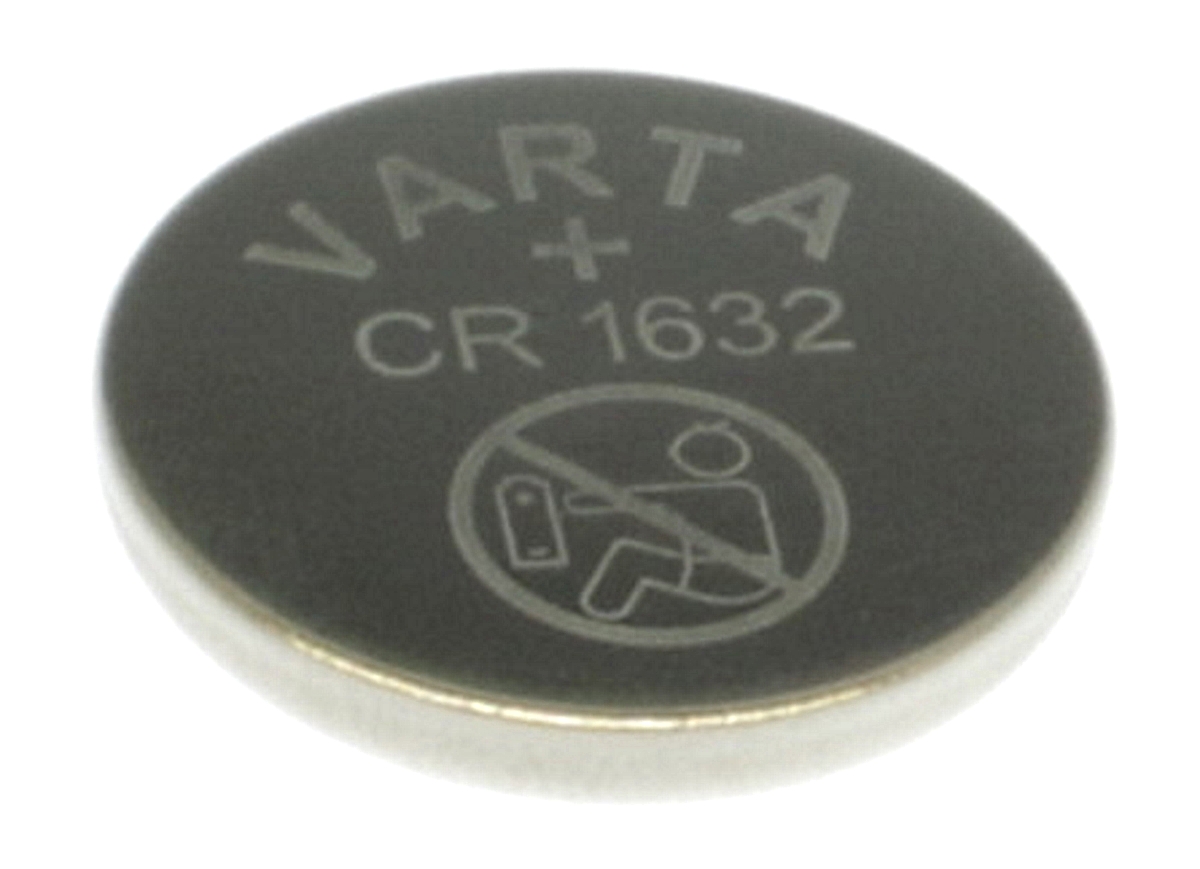 VARTA
+
CR 1632